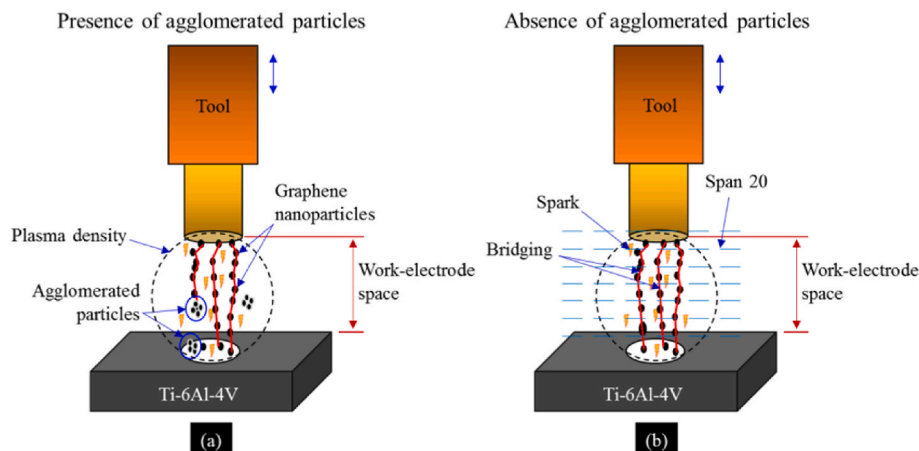 Presence of agglomerated particles
Tool
Graphene
nanoparticles
Plasma density
Work-electrode
space
Agglomerated
particles
Ti-6Al-4V
(a)
Absence of agglomerated particles
Tool
Span 20
Spark
Bridging
Work-electrode
space
Ti-6Al-4V
(b)